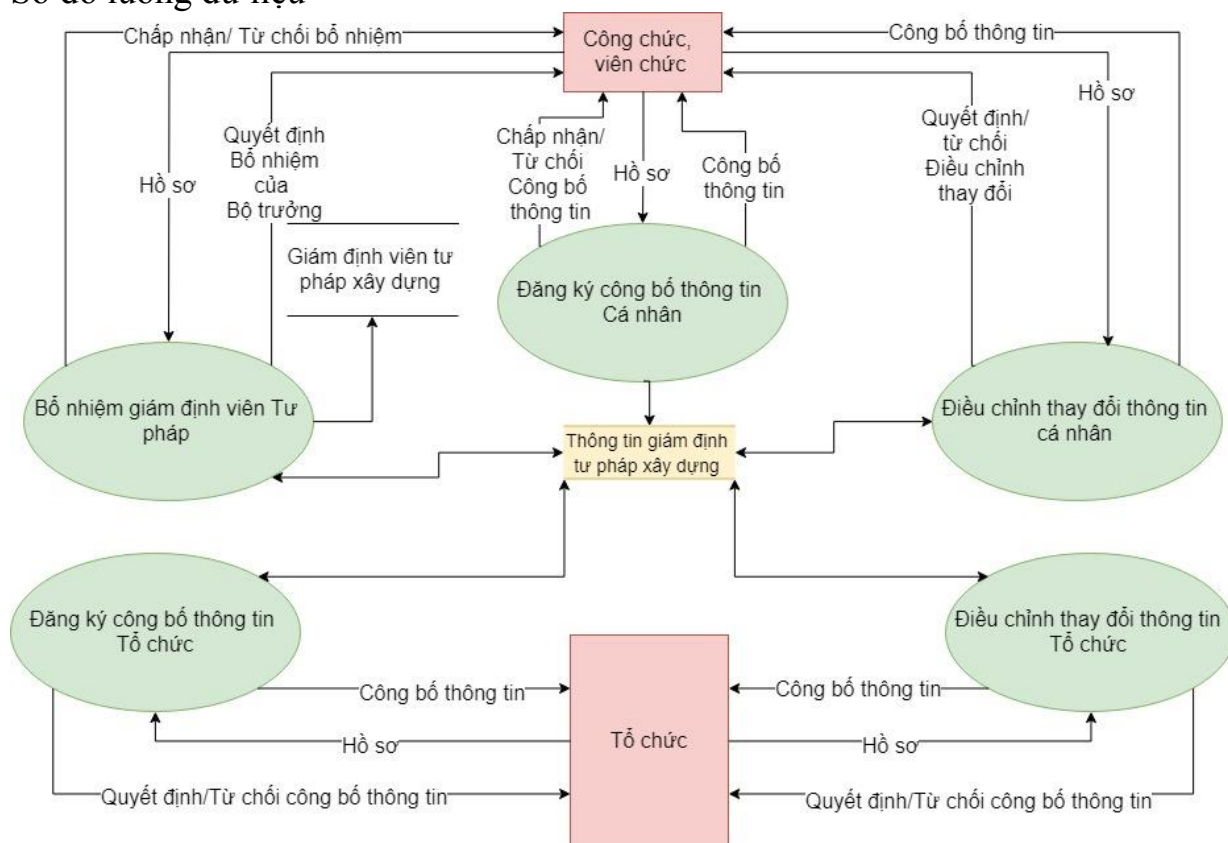 Sơ đồ luồng dữ liệu
Chấp nhận/ Từ chối bổ nhiệm
Công chức,
viên chức
Công bố thông tin
Hồ sơ
Quyết định
Bổ nhiệm
của
Bộ trưởng
Hồ sơ
Chấp nhận/
Từ chối
Công bố
thông tin
Hồ sơ
Công bố
thông tin
Quyết định/
từ chối
Điều chỉnh
thay đổi
Giám định viên tư
pháp xây dựng
Đăng ký công bố thông tin
Cá nhân
Bổ nhiệm giám định viên Tư
pháp
Điều chỉnh thay đổi thông tin
cá nhân
Thông tin giám định
tư pháp xây dựng
Đăng ký công bố thông tin
Tổ chức
Điều chỉnh thay đổi thông tin
Tổ chức
Công bố thông tin
Công bố thông tin
Hồ sơ
Tổ chức
Hồ sơ
Quyết định/Từ chối công bố thông tin
Quyết định/Từ chối công bố thông tin